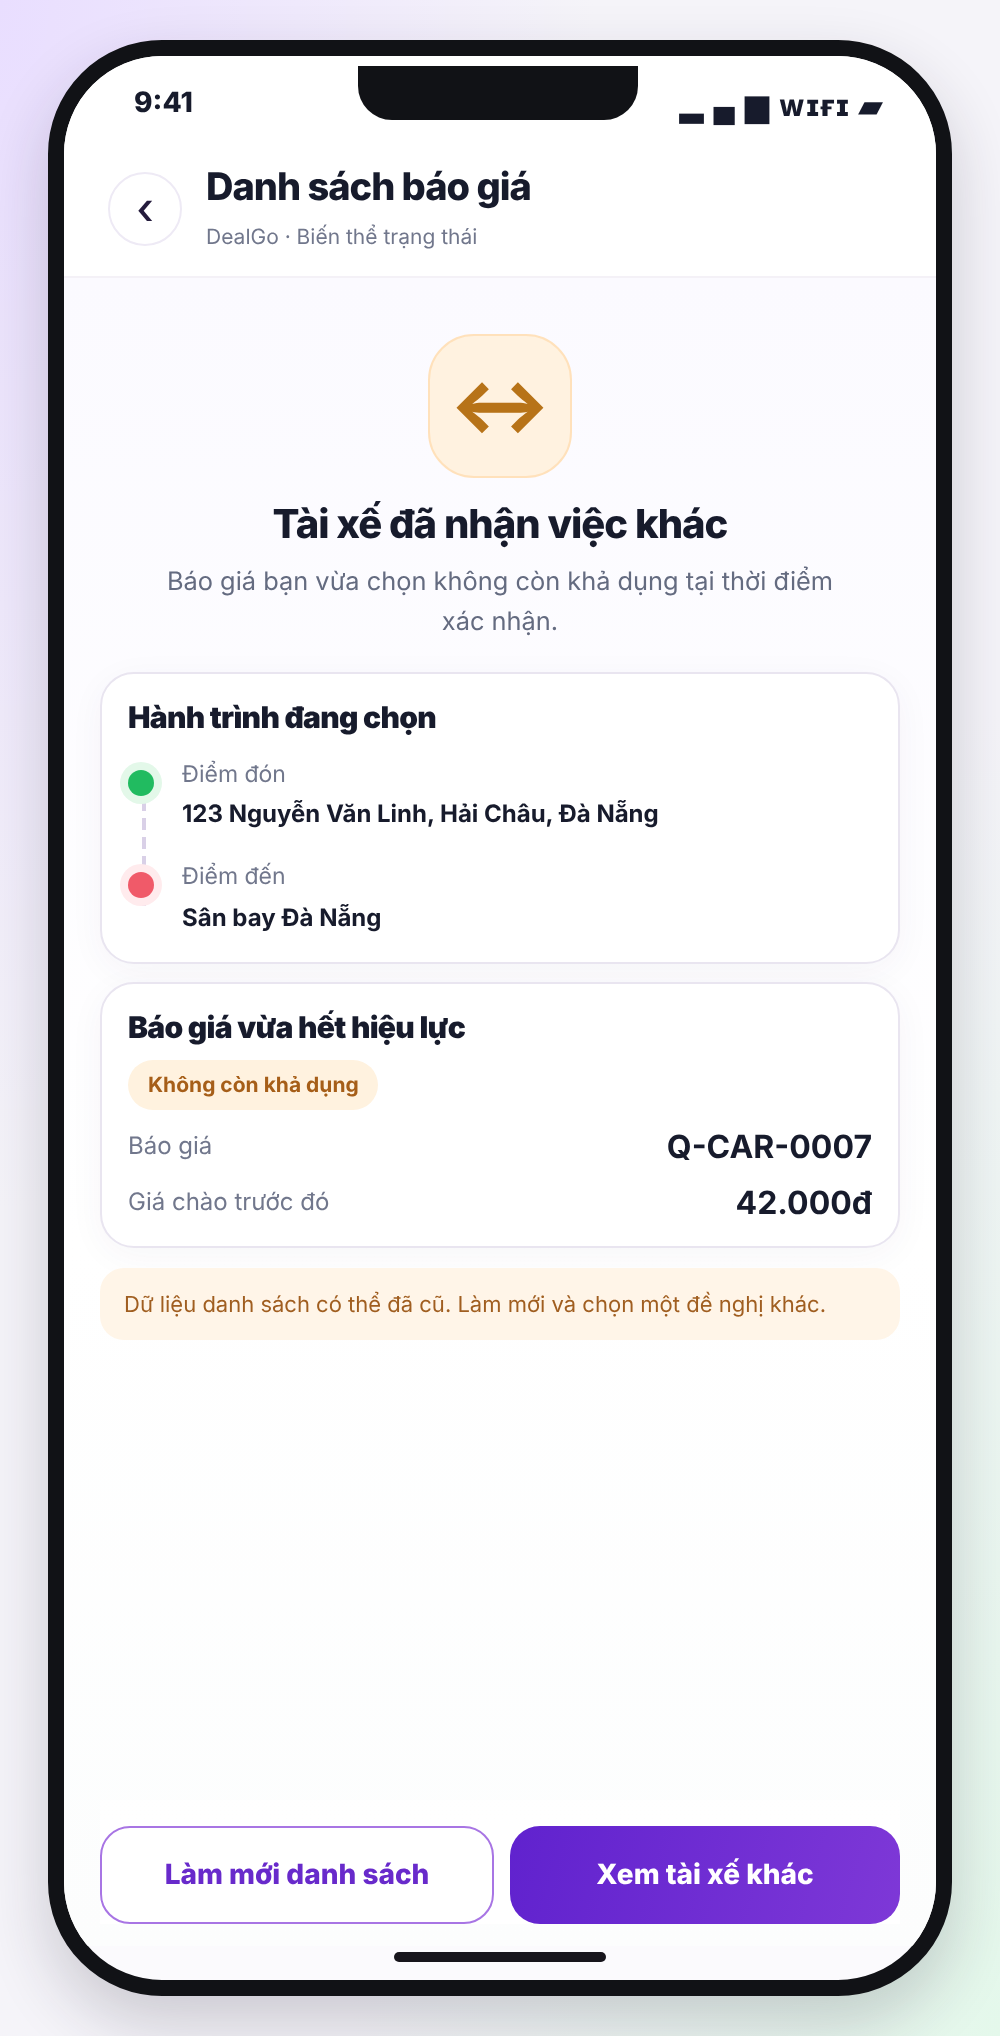 9:41
WIFI
Danh sách báo giá
DealGo · Biến thể trạng thái
Tài xế đã nhận việc khác
Báo giá bạn vừa chọn không còn khả dụng tại thời điểm
xác nhận.
Hành trình đang chọn
Điểm đón
123 Nguyễn Văn Linh, Hải Châu, Đà Nẵng
Điểm đến
Sân bay Đà Nẵng
Báo giá vừa hết hiệu lực
Không còn khả dụng
Báo giá Q-CAR-0007
Giá chào trước đó 42.000đ
Dữ liệu danh sách có thể đã cũ. Làm mới và chọn một đề nghị khác.
Làm mới danh sách
Xem tài xế khác